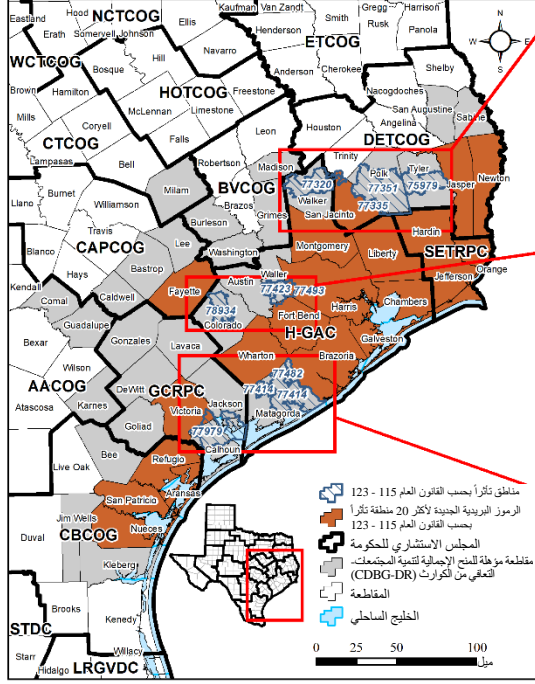 NCTCOG
Hood
Johnson
Ellis
Kaufman
Van Zandt
Smith
Gregg
Harrison
Eastland
Erath
Somervell
Navarro
Henderson
Rusk
Panola
ETCOG
N
W
E
S
WCTCOG
Bosque
Hill
Anderson
Cherokee
Shelby
Brown
Hamilton
HOTCOG
Freestone
Nacogdoches
McLennan
Limestone
San Augustine
Sabine
Mills
Coryell
Leon
Houston
Angelina
CTCOG
Falls
DETCOG
Lampasas
Bell
Robertson
Madison
Trinity
Polk
Tyler
Jasper
Newton
Burnet
Milam
BVCOG
77320
77351
75979
Llano
Williamson
Brazos
Grimes
Walker
77335
San Jacinto
Travis
Burleson
Hardin
Blanco
CAPCOG
Lee
Washington
Montgomery
Liberty
SETRPC
Hays
Bastrop
Austin
Waller
Orange
Jefferson
Kendall
Comal
Caldwell
Fayette
77423
77493
Harris
Chambers
Guadalupe
78934
Colorado
Fort Bend
H-GAC
Galveston
Bexar
Gonzales
Lavaca
Wharton
Brazoria
Wilson
AACOG
DeWitt
GCRPC
77482
Atascosa
Karnes
Jackson
77414
77414
Victoria
Matagorda
Goliad
77979
Calhoun
Bee
Live Oak
Refugio
Aransas
San Patricio
Jim Wells
Nueces
Duval
CBCOG
Kleberg
Brooks
Kenedy
STDC
Starr
Hidalgo
Willacy
LRGVDC
مناطق تأثراً بحسب القانون العام 115 - 123
الرموز البريدية الجديدة لأكثر 20 منطقة تأثراً
بحسب القانون العام 115 - 123
المجلس الاستشاري للحكومة
مقاطعة مؤهلة للمنح الإجمالية لتنمية المجتمعات-
التعافي من الكوارث (CDBG-DR)
المقاطعة
الخليج الساحلي
0 25 50 100
ميل